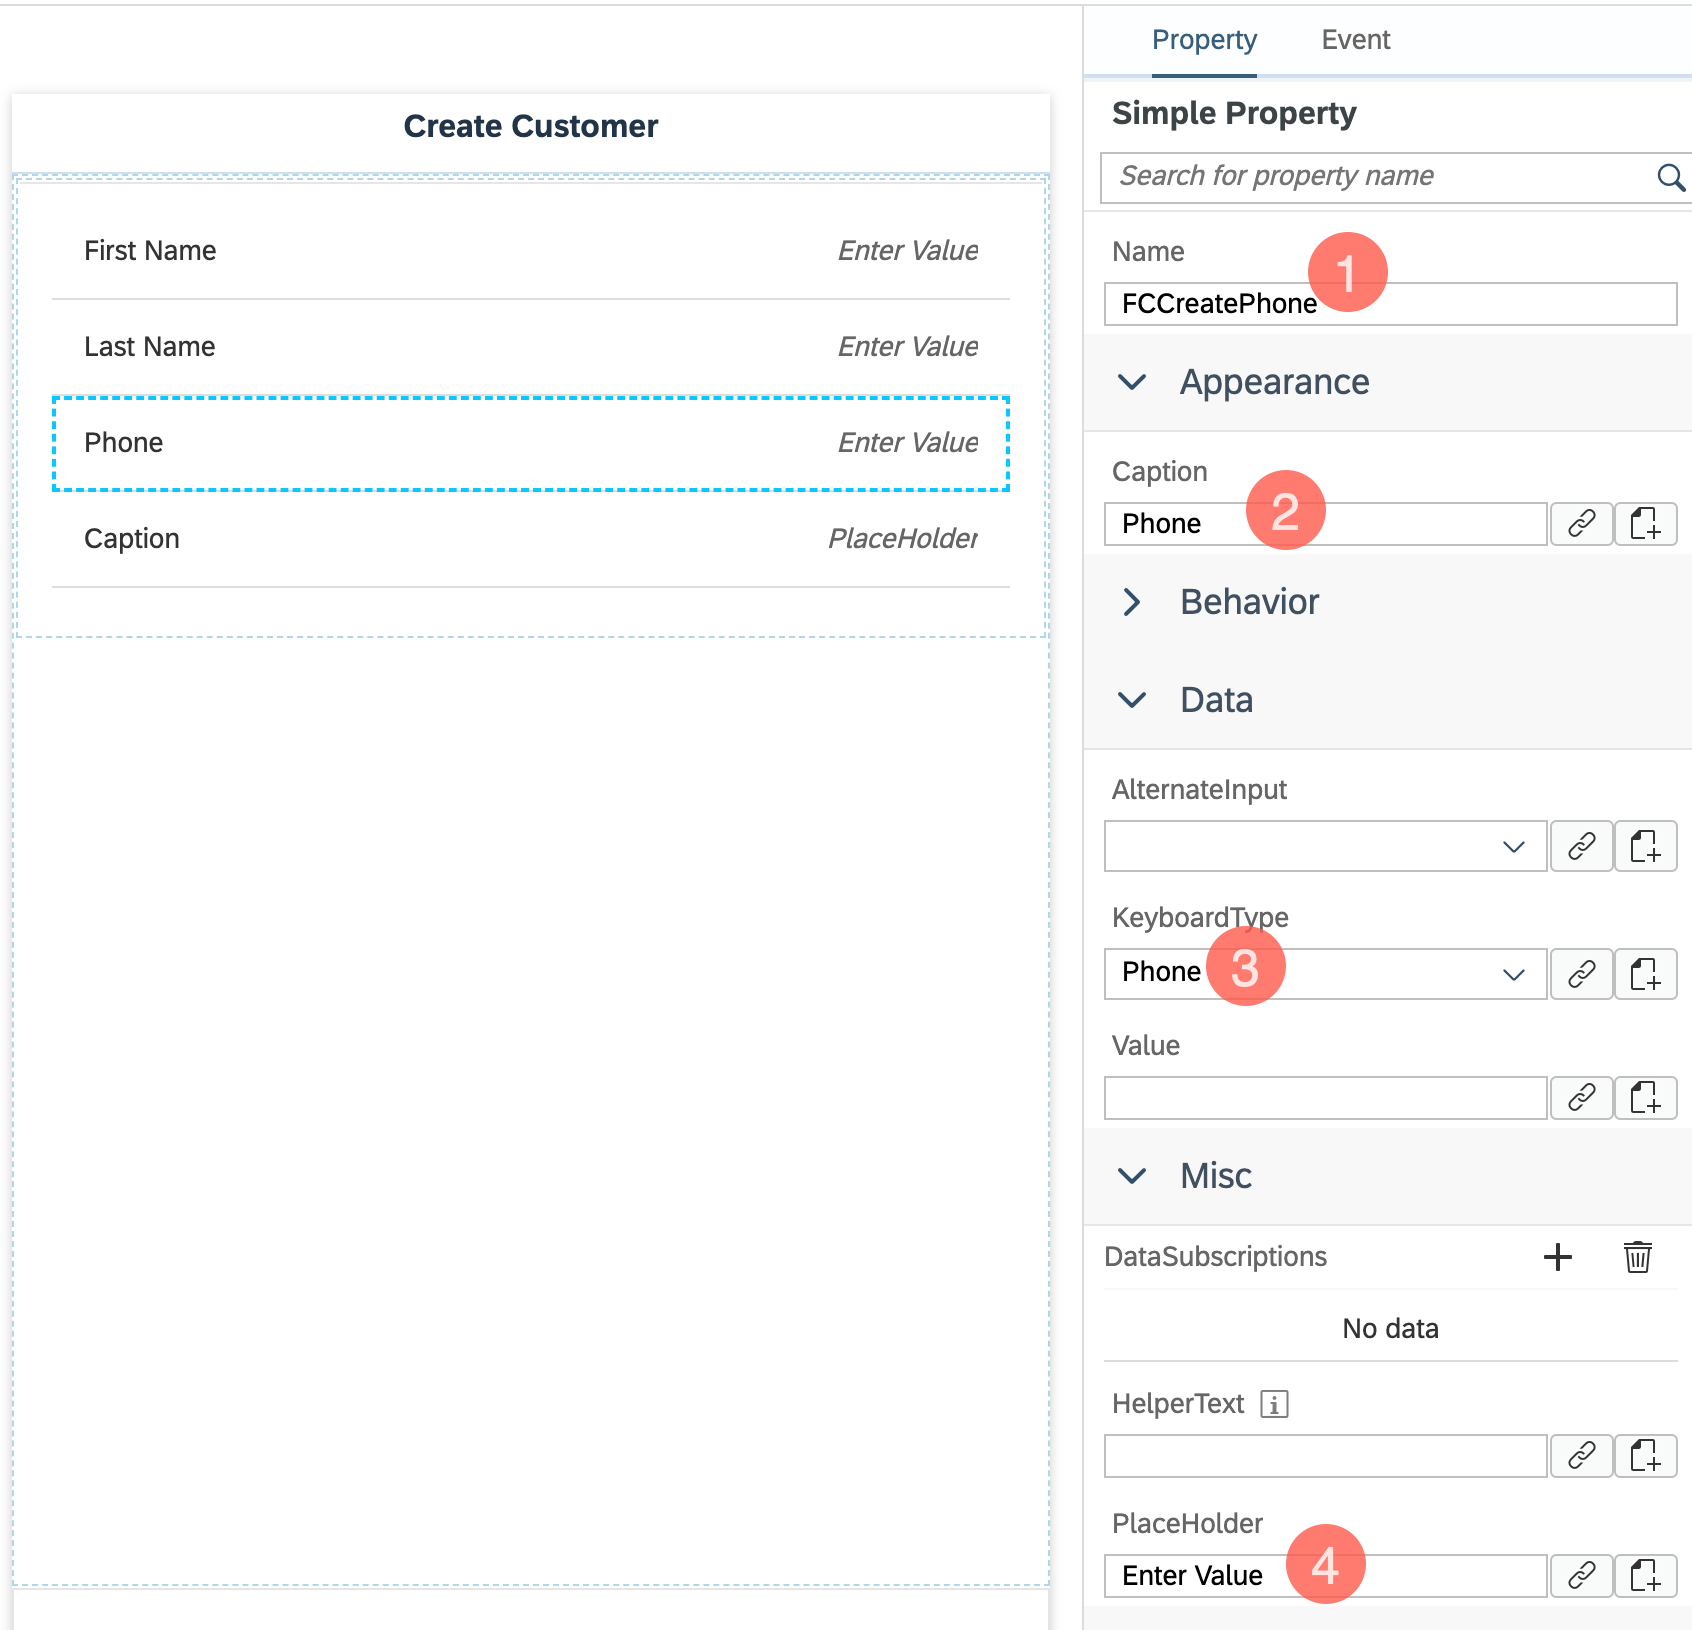 Create Customer
First Name Enter Value
Last Name Enter Value
Phone Enter Value
Caption PlaceHolder
Property Event
Simple Property
Search for property name
Name
1
FCCreatePhone
Appearance
Caption
2
Phone
Behavior
Data
AlternateInput
KeyboardType
Phone 3
Value
Misc
DataSubscriptions
No data
HelperText
PlaceHolder
Enter Value 4